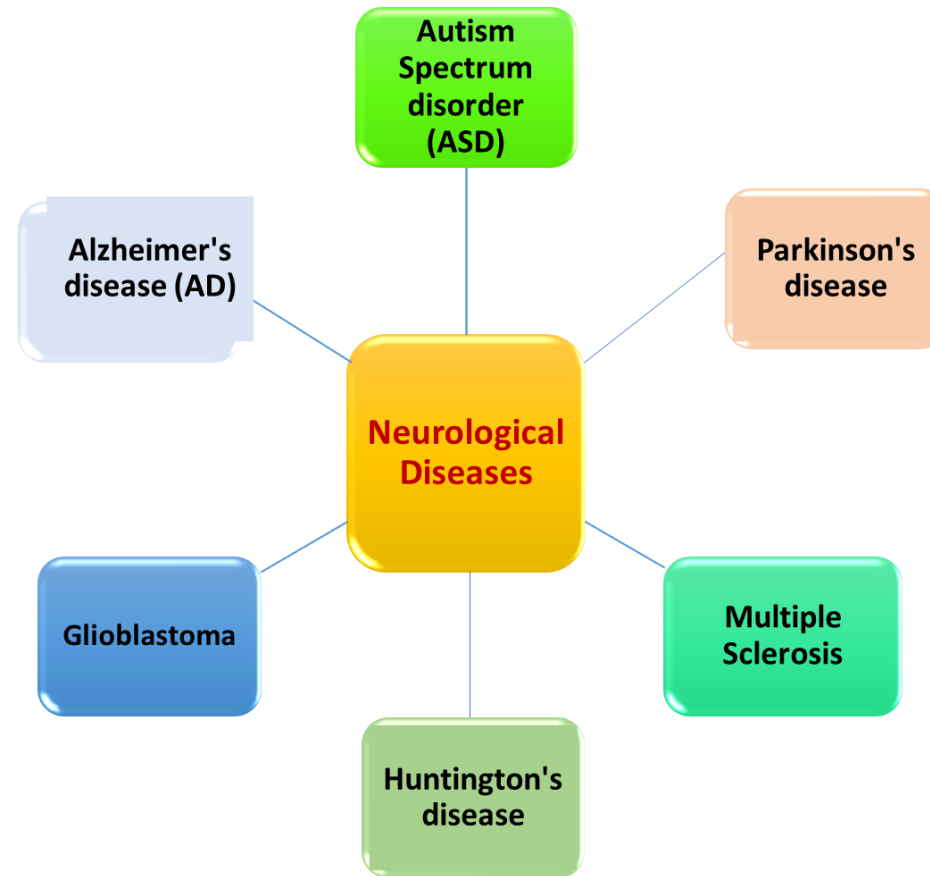 Autism
Spectrum
disorder
(ASD)
Alzheimer's
disease (AD)
Parkinson's
disease
Neurological
Diseases
Glioblastoma
Multiple
Sclerosis
Huntington's
disease